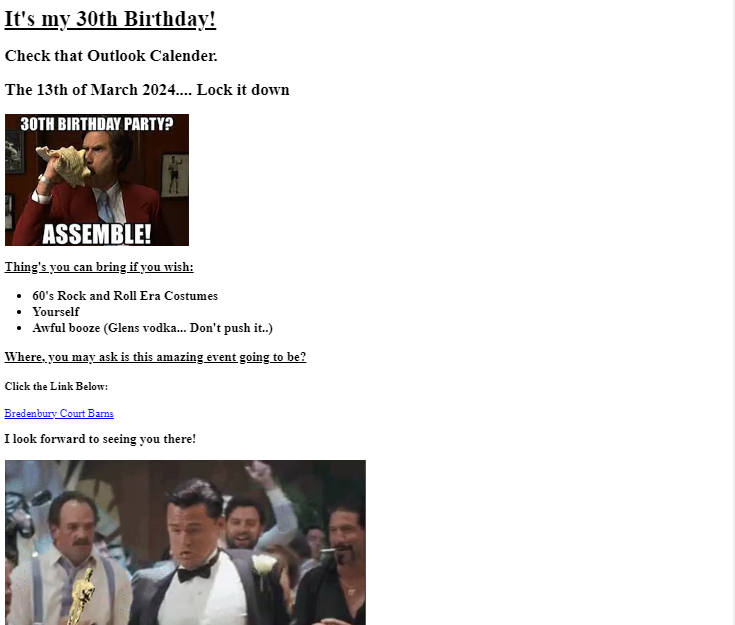 It's my 30th Birthday!
Check that Outlook Calender.
The 13th of March 2024.... Lock it down
30TH BIRTHDAY PARTY?
ASSEMBLE!
Thing's you can bring if you wish:
60's Rock and Roll Era Costumes
Yourself
Awful booze (Glens vodka... Don't push it..)
Where, you may ask is this amazing event going to be?
Click the Link Below:
Bredenbury Court Barns
I look forward to seeing you there!